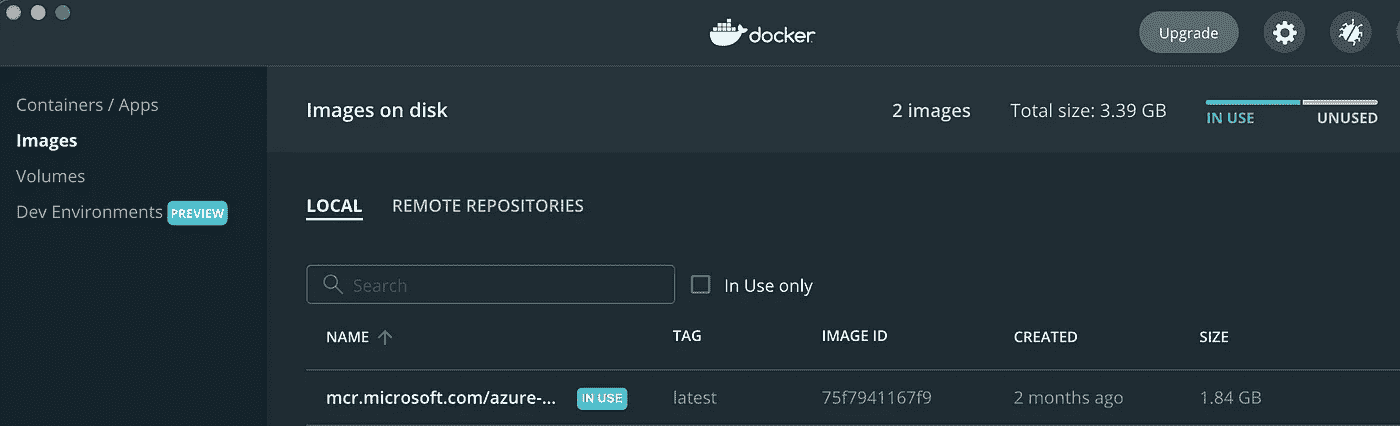 docker
Upgrade
Containers / Apps
Images
Volumes
Dev Environments PREVIEW
Images on disk
2 images
Total size: 3.39 GB
IN USE
UNUSED
LOCAL
REMOTE REPOSITORIES
Search
In Use only
NAME TAG IMAGE ID CREATED SIZE
mcr.microsoft.com/azure-... IN USE latest 75f7941167f9 2 months ago 1.84 GB